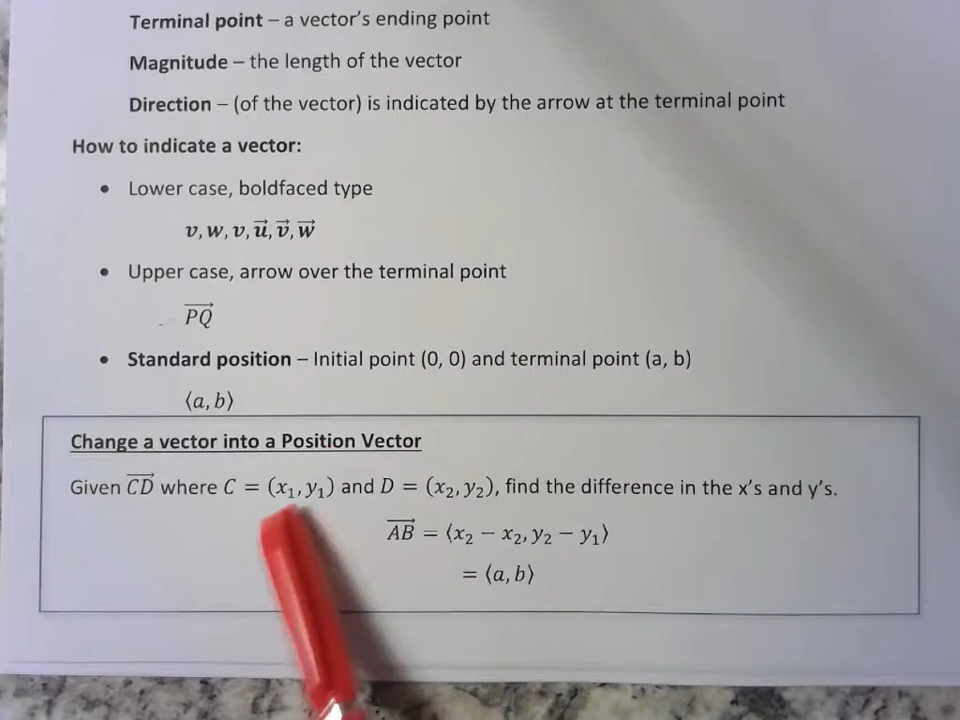 Terminal point – a vector's ending point
Magnitude – the length of the vector
Direction – (of the vector) is indicated by the arrow at the terminal point
How to indicate a vector:
• Lower case, boldfaced type
v, w, v, u⃗, v⃗, w⃗
• Upper case, arrow over the terminal point
P⃗Q⃗
• Standard position – Initial point (0, 0) and terminal point (a, b)
⟨a, b⟩
Change a vector into a Position Vector
Given C⃗D⃗ where C = (x₁, y₁) and D = (x₂, y₂), find the difference in the x's and y's.
A⃗B⃗ = ⟨x₂ − x₂, y₂ − y₁⟩
= ⟨a, b⟩